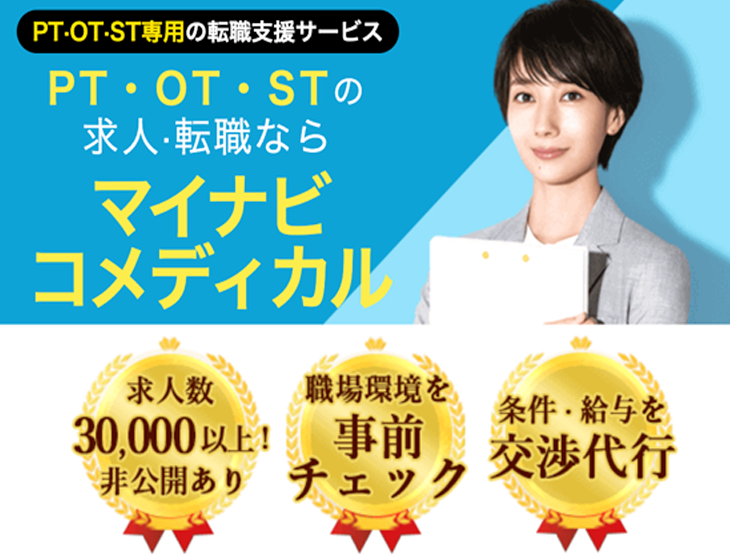 PT·OT·ST専用の転職支援サービス
PT・OT・STの
求人·転職なら
マイナビ
コメディカル
求人数
30,000以上!
非公開あり
職場環境を
事前
チェック
条件・給与を
交渉代行